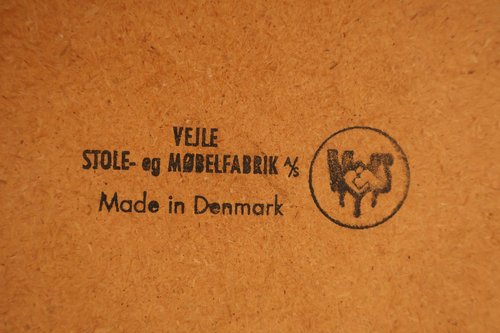 VEJLE
STOLE- og MØBELFABRIK A/S
Made in Denmark